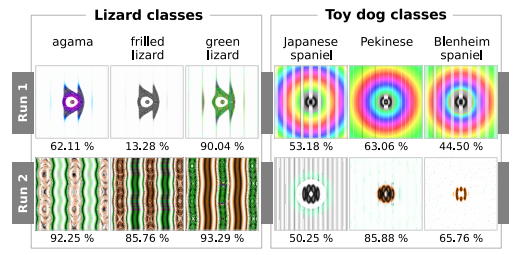 Lizard classes
Toy dog classes
agama
frilled
lizard
green
lizard
Japanese
spaniel
Pekinese
Blenheim
spaniel
Run 1
62.11 %
13.28 %
90.04 %
53.18 %
63.06 %
44.50 %
Run 2
92.25 %
85.76 %
93.29 %
50.25 %
85.88 %
65.76 %